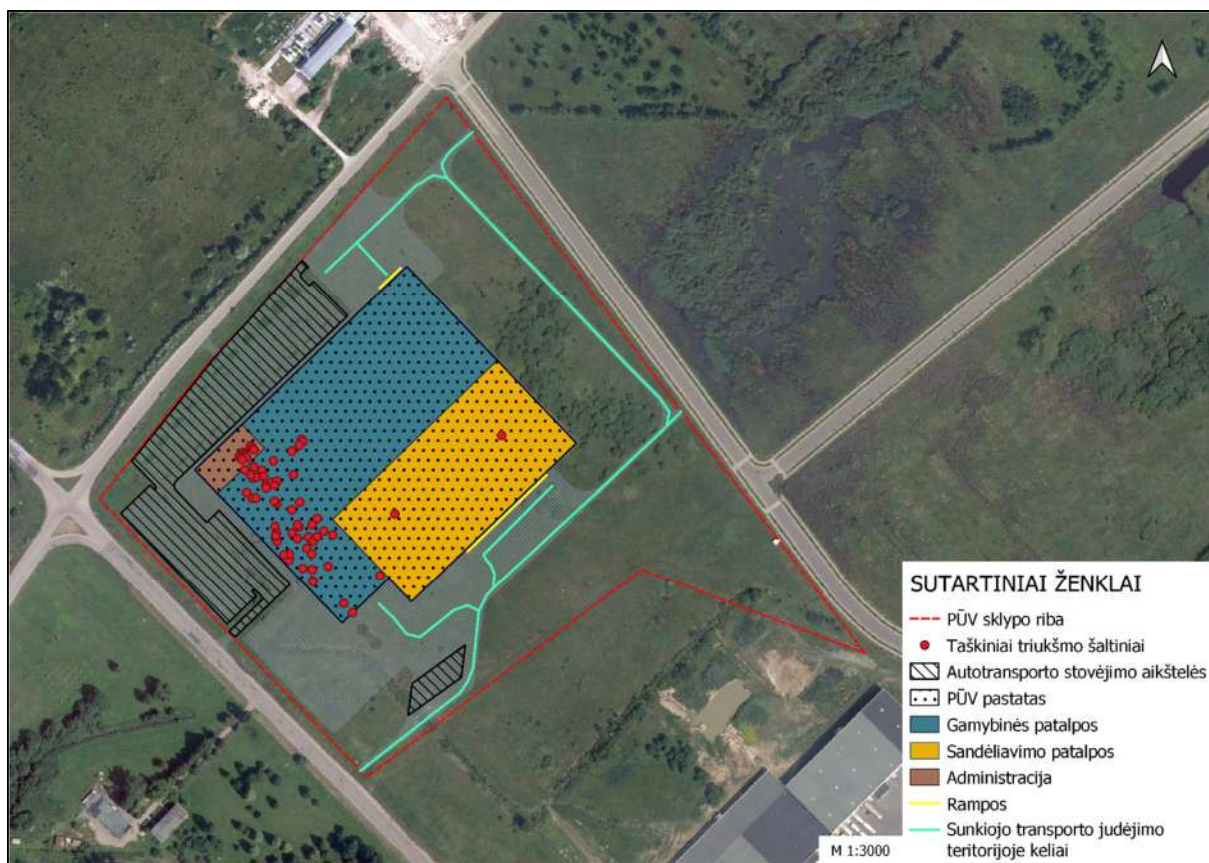 SUTARTINIAI ŽENKLAI
PŪV sklypo riba
Taškiniai triukšmo šaltiniai
Autotransporto stovėjimo aikštelės
PŪV pastatas
Gamybinės patalpos
Sandėliavimo patalpos
Administracija
Rampos
Sunkiojo transporto judėjimo
teritorijoje keliai
M 1:3000